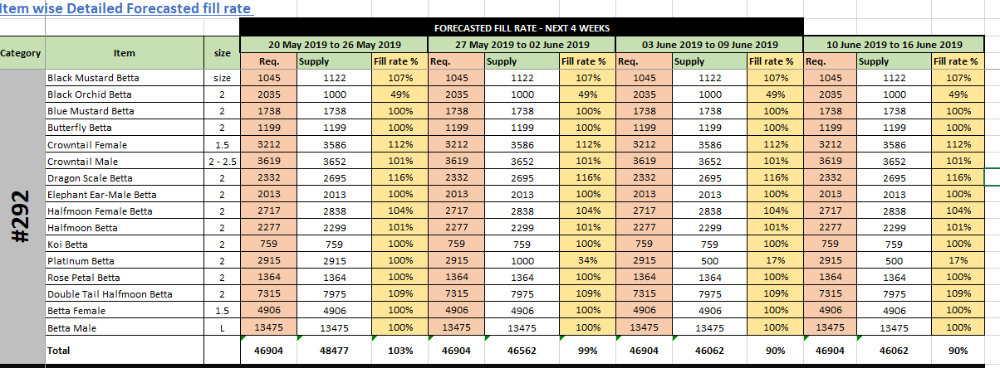 Item wise Detailed Forecasted fill rate
FORECASTED FILL RATE - NEXT 4 WEEKS
Category Item size 20 May 2019 to 26 May 2019 27 May 2019 to 02 June 2019 03 June 2019 to 09 June 2019 10 June 2019 to 16 June 2019
Req. Supply Fill rate % Req. Supply Fill rate % Req. Supply Fill rate % Req. Supply Fill rate %
#292
Black Mustard Betta size 1045 1122 107% 1045 1122 107% 1045 1122 107% 1045 1122 107%
Black Orchid Betta 2 2035 1000 49% 2035 1000 49% 2035 1000 49% 2035 1000 49%
Blue Mustard Betta 2 1738 1738 100% 1738 1738 100% 1738 1738 100% 1738 1738 100%
Butterfly Betta 2 1199 1199 100% 1199 1199 100% 1199 1199 100% 1199 1199 100%
Crowntail Female 1.5 3212 3586 112% 3212 3586 112% 3212 3586 112% 3212 3586 112%
Crowntail Male 2 - 2.5 3619 3652 101% 3619 3652 101% 3619 3652 101% 3619 3652 101%
Dragon Scale Betta 2 2332 2695 116% 2332 2695 116% 2332 2695 116% 2332 2695 116%
Elephant Ear-Male Betta 2 2013 2013 100% 2013 2013 100% 2013 2013 100% 2013 2013 100%
Halfmoon Female Betta 2 2717 2838 104% 2717 2838 104% 2717 2838 104% 2717 2838 104%
Halfmoon Betta 2 2277 2299 101% 2277 2299 101% 2277 2299 101% 2277 2299 101%
Koi Betta 2 759 759 100% 759 759 100% 759 759 100% 759 759 100%
Platinum Betta 2 2915 2915 100% 2915 1000 34% 2915 500 17% 2915 500 17%
Rose Petal Betta 2 1364 1364 100% 1364 1364 100% 1364 1364 100% 1364 1364 100%
Double Tail Halfmoon Betta 2 7315 7975 109% 7315 7975 109% 7315 7975 109% 7315 7975 109%
Betta Female 1.5 4906 4906 100% 4906 4906 100% 4906 4906 100% 4906 4906 100%
Betta Male L 13475 13475 100% 13475 13475 100% 13475 13475 100% 13475 13475 100%
Total 46904 48477 103% 46904 46562 99% 46904 46062 90% 46904 46062 90%